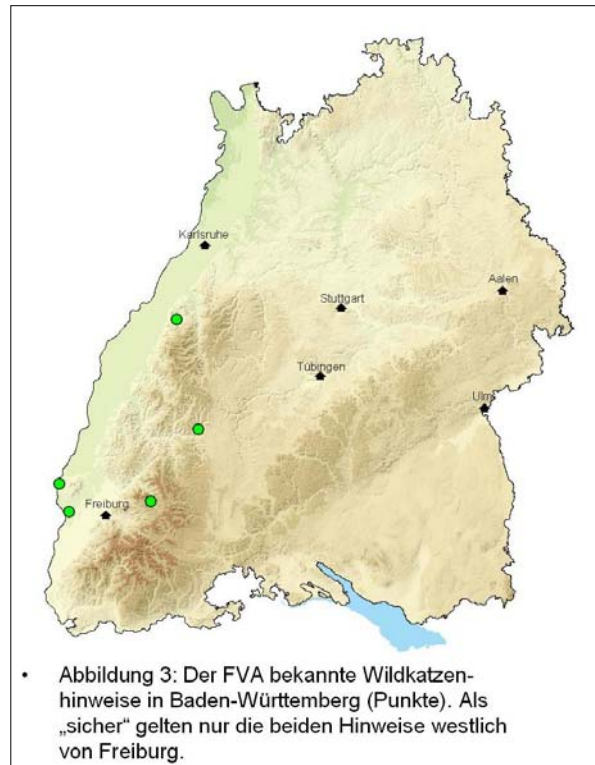 Karlsruhe
Aalen
Stuttgart
Tübingen
Ulm
Freiburg
• Abbildung 3: Der FVA bekannte Wildkatzen-
hinweise in Baden-Württemberg (Punkte). Als
„sicher“ gelten nur die beiden Hinweise westlich
von Freiburg.